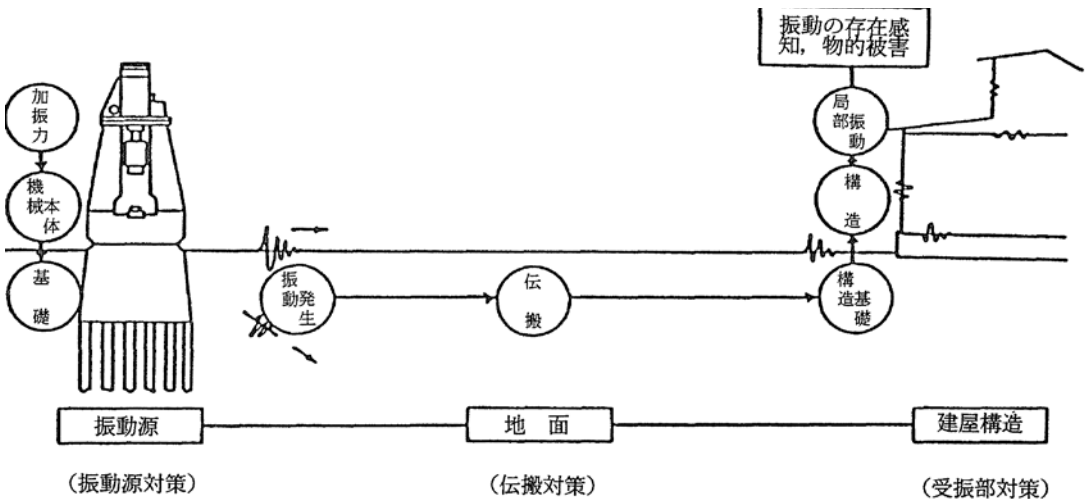 振動の存在感
知，物的被害
加振力
機械本体
基礎
振動発生
伝搬
構造基礎
構造
局部振動
振動源
地　面
建屋構造
（振動源対策）
（伝搬対策）
（受振部対策）